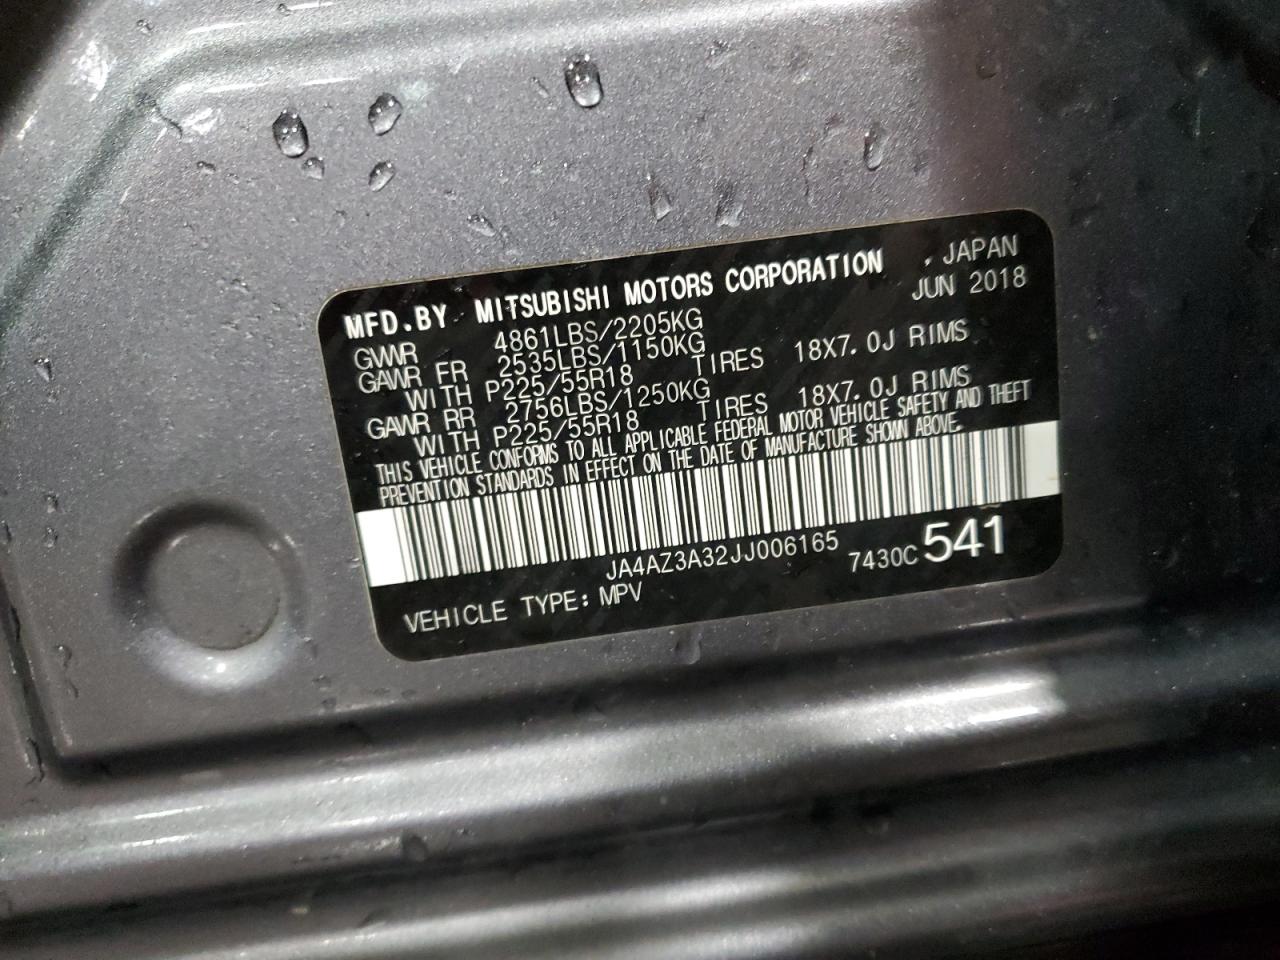 MFD.BY MITSUBISHI MOTORS CORPORATION , JAPAN
JUN 2018
GVWR 4861LBS/2205KG
GAWR FR 2535LBS/1150KG
WITH P225/55R18 TIRES 18X7.0J RIMS
GAWR RR 2756LBS/1250KG
WITH P225/55R18 TIRES 18X7.0J RIMS
THIS VEHICLE CONFORMS TO ALL APPLICABLE FEDERAL MOTOR VEHICLE SAFETY AND THEFT
PREVENTION STANDARDS IN EFFECT ON THE DATE OF MANUFACTURE SHOWN ABOVE.
JA4AZ3A32JJ006165 7430C 541
VEHICLE TYPE: MPV